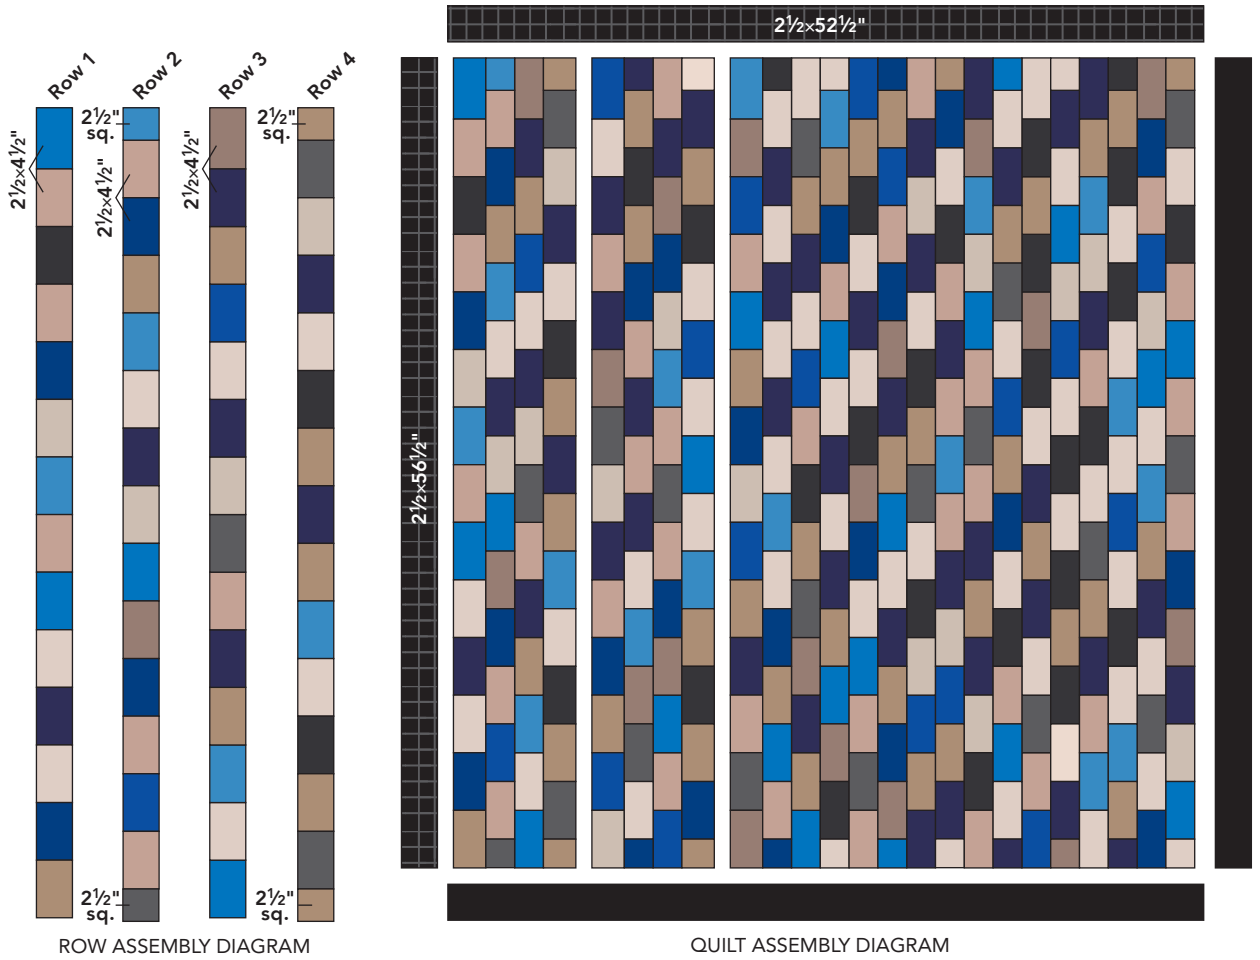 2½×52½"
Row 1
Row 2
Row 3
Row 4
2½×4½"
2½"
sq.
2½×4½"
2½×4½"
2½"
sq.
2½×56½"
2½"
sq.
2½"
sq.
ROW ASSEMBLY DIAGRAM
QUILT ASSEMBLY DIAGRAM